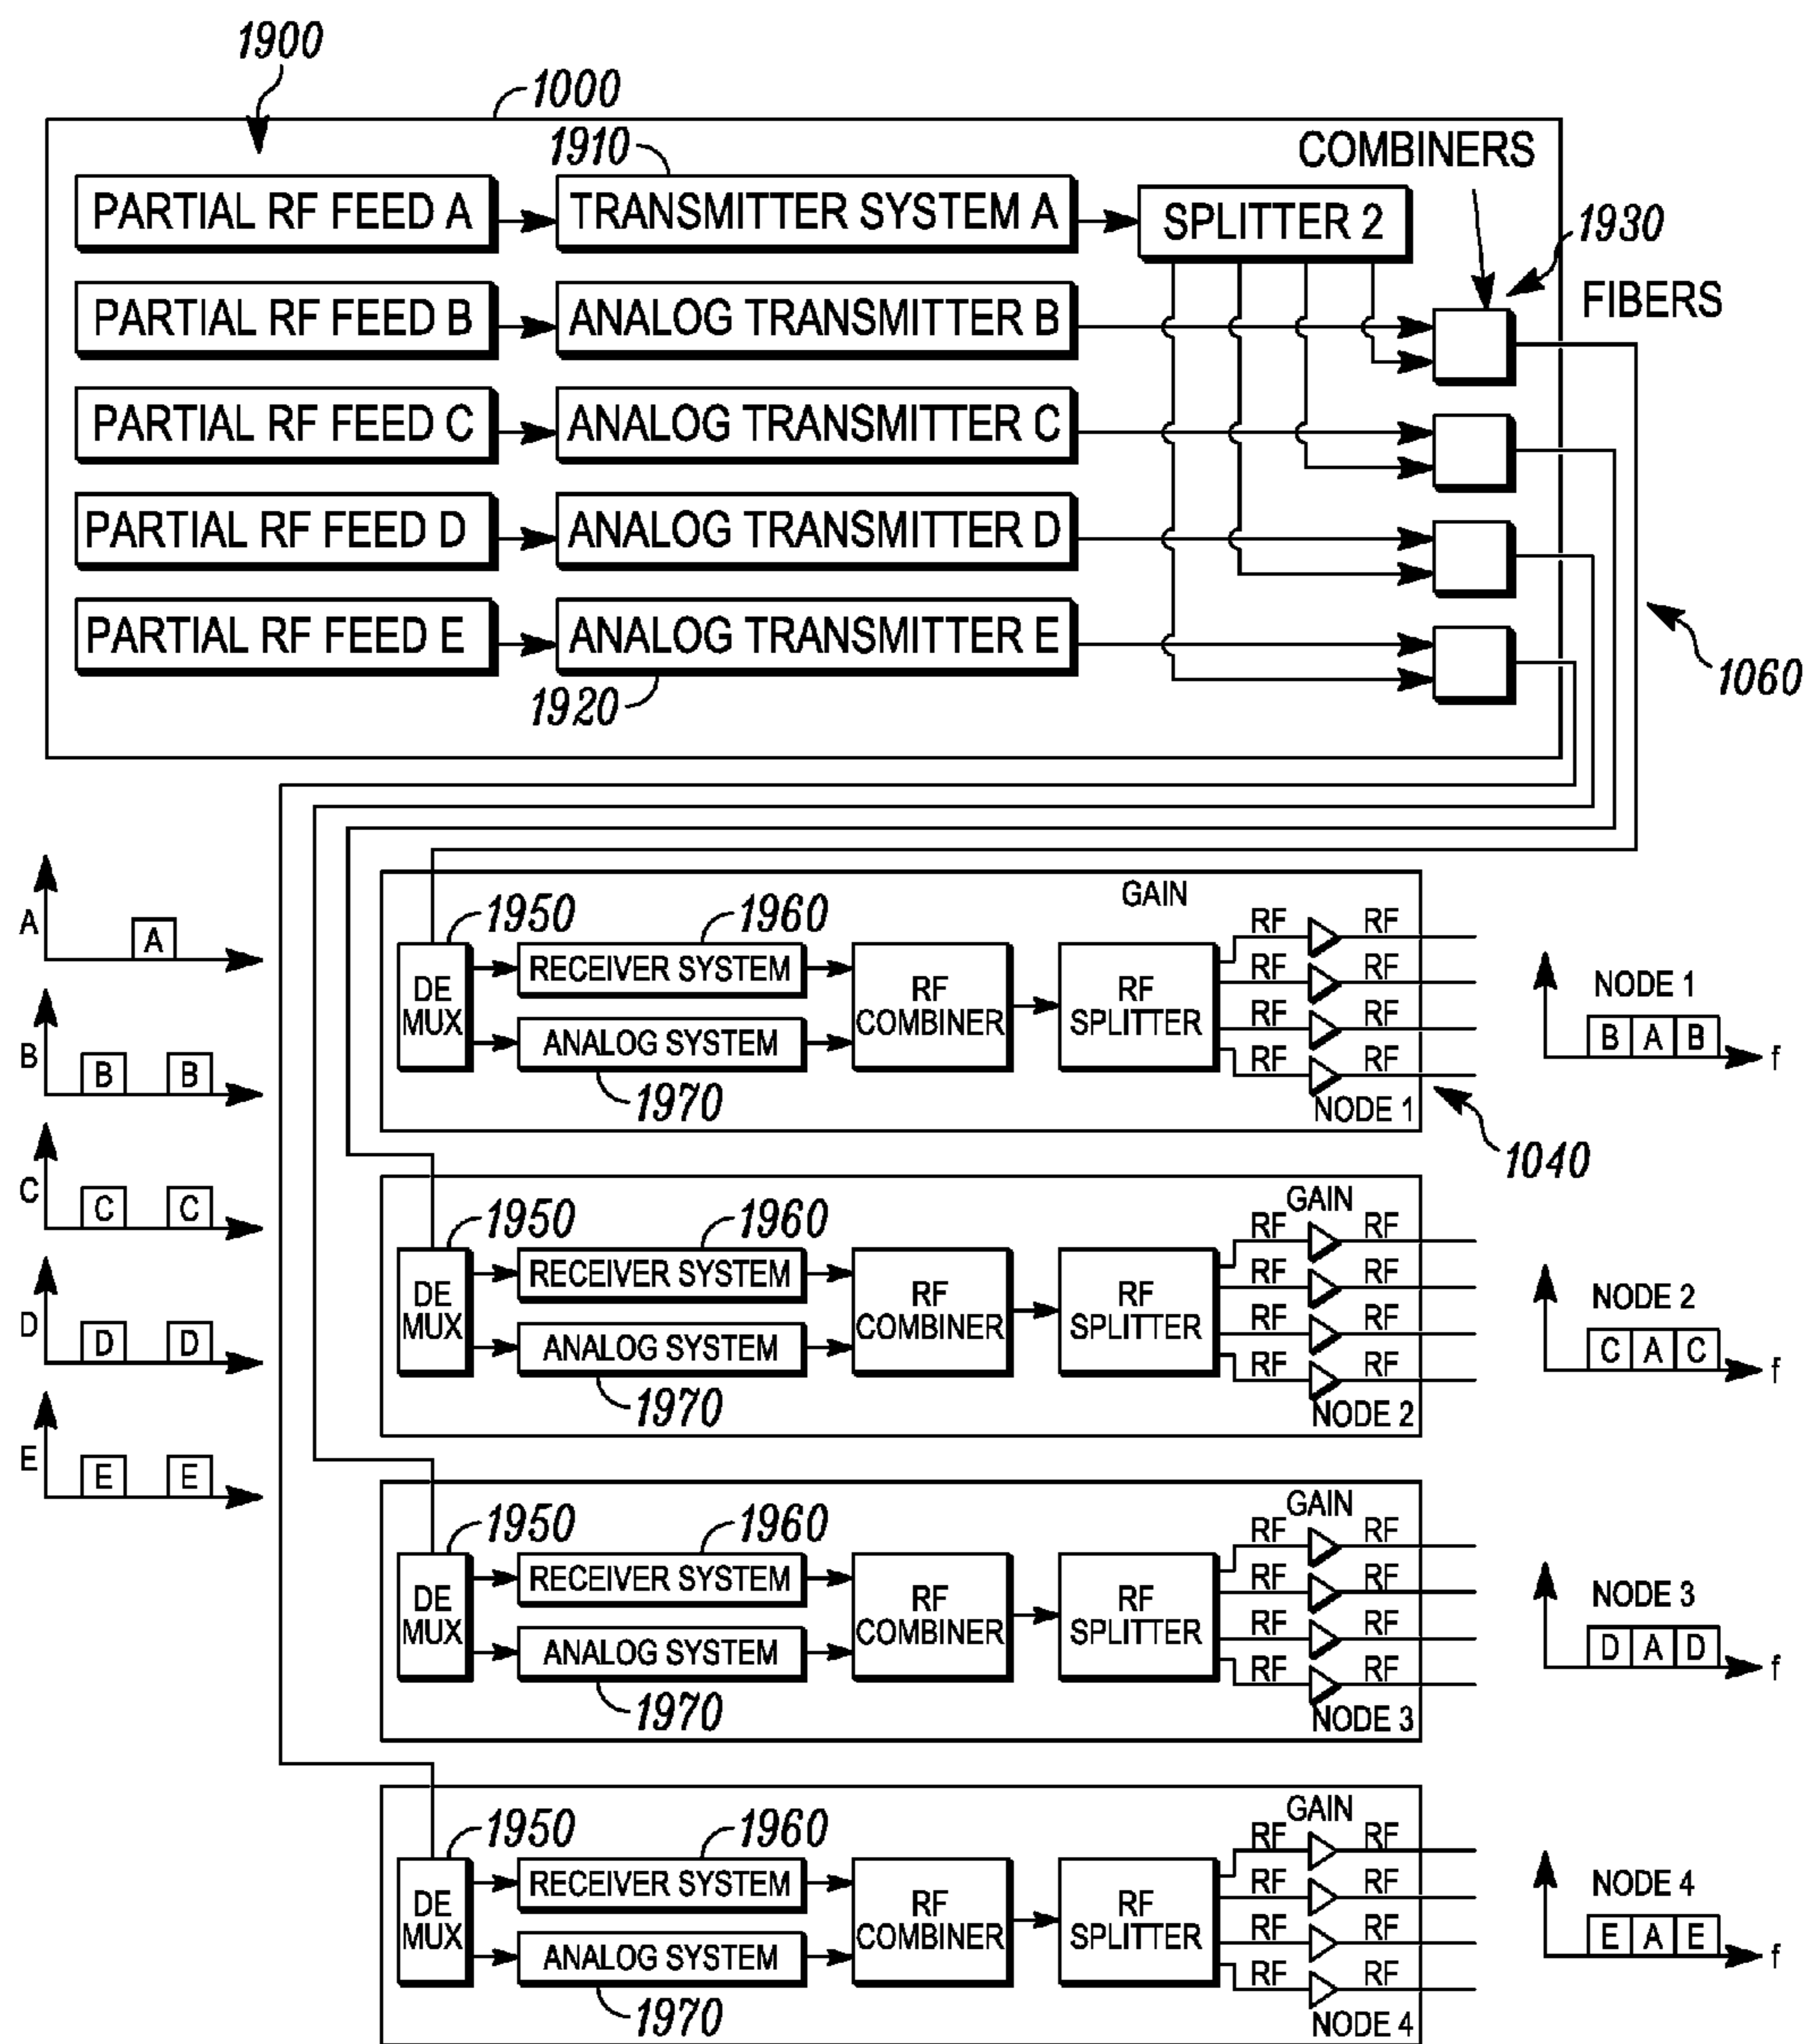 1900
1000
1910
COMBINERS
PARTIAL RF FEED A
TRANSMITTER SYSTEM A
SPLITTER 2
1930
FIBERS
PARTIAL RF FEED B
ANALOG TRANSMITTER B
PARTIAL RF FEED C
ANALOG TRANSMITTER C
PARTIAL RF FEED D
ANALOG TRANSMITTER D
PARTIAL RF FEED E
ANALOG TRANSMITTER E
1920
1060
A
A
B
B B
C
C C
D
D D
E
E E
GAIN
1950
1960
DE
MUX
RECEIVER SYSTEM
ANALOG SYSTEM
1970
RF
COMBINER
RF
SPLITTER
RF RF
RF RF
RF RF
RF RF
NODE 1
1040
NODE 1
B A B
f
GAIN
1950
1960
DE
MUX
RECEIVER SYSTEM
ANALOG SYSTEM
1970
RF
COMBINER
RF
SPLITTER
RF RF
RF RF
RF RF
RF RF
NODE 2
NODE 2
C A C
f
GAIN
1950
1960
DE
MUX
RECEIVER SYSTEM
ANALOG SYSTEM
1970
RF
COMBINER
RF
SPLITTER
RF RF
RF RF
RF RF
RF RF
NODE 3
NODE 3
D A D
f
GAIN
1950
1960
DE
MUX
RECEIVER SYSTEM
ANALOG SYSTEM
1970
RF
COMBINER
RF
SPLITTER
RF RF
RF RF
RF RF
RF RF
NODE 4
NODE 4
E A E
f